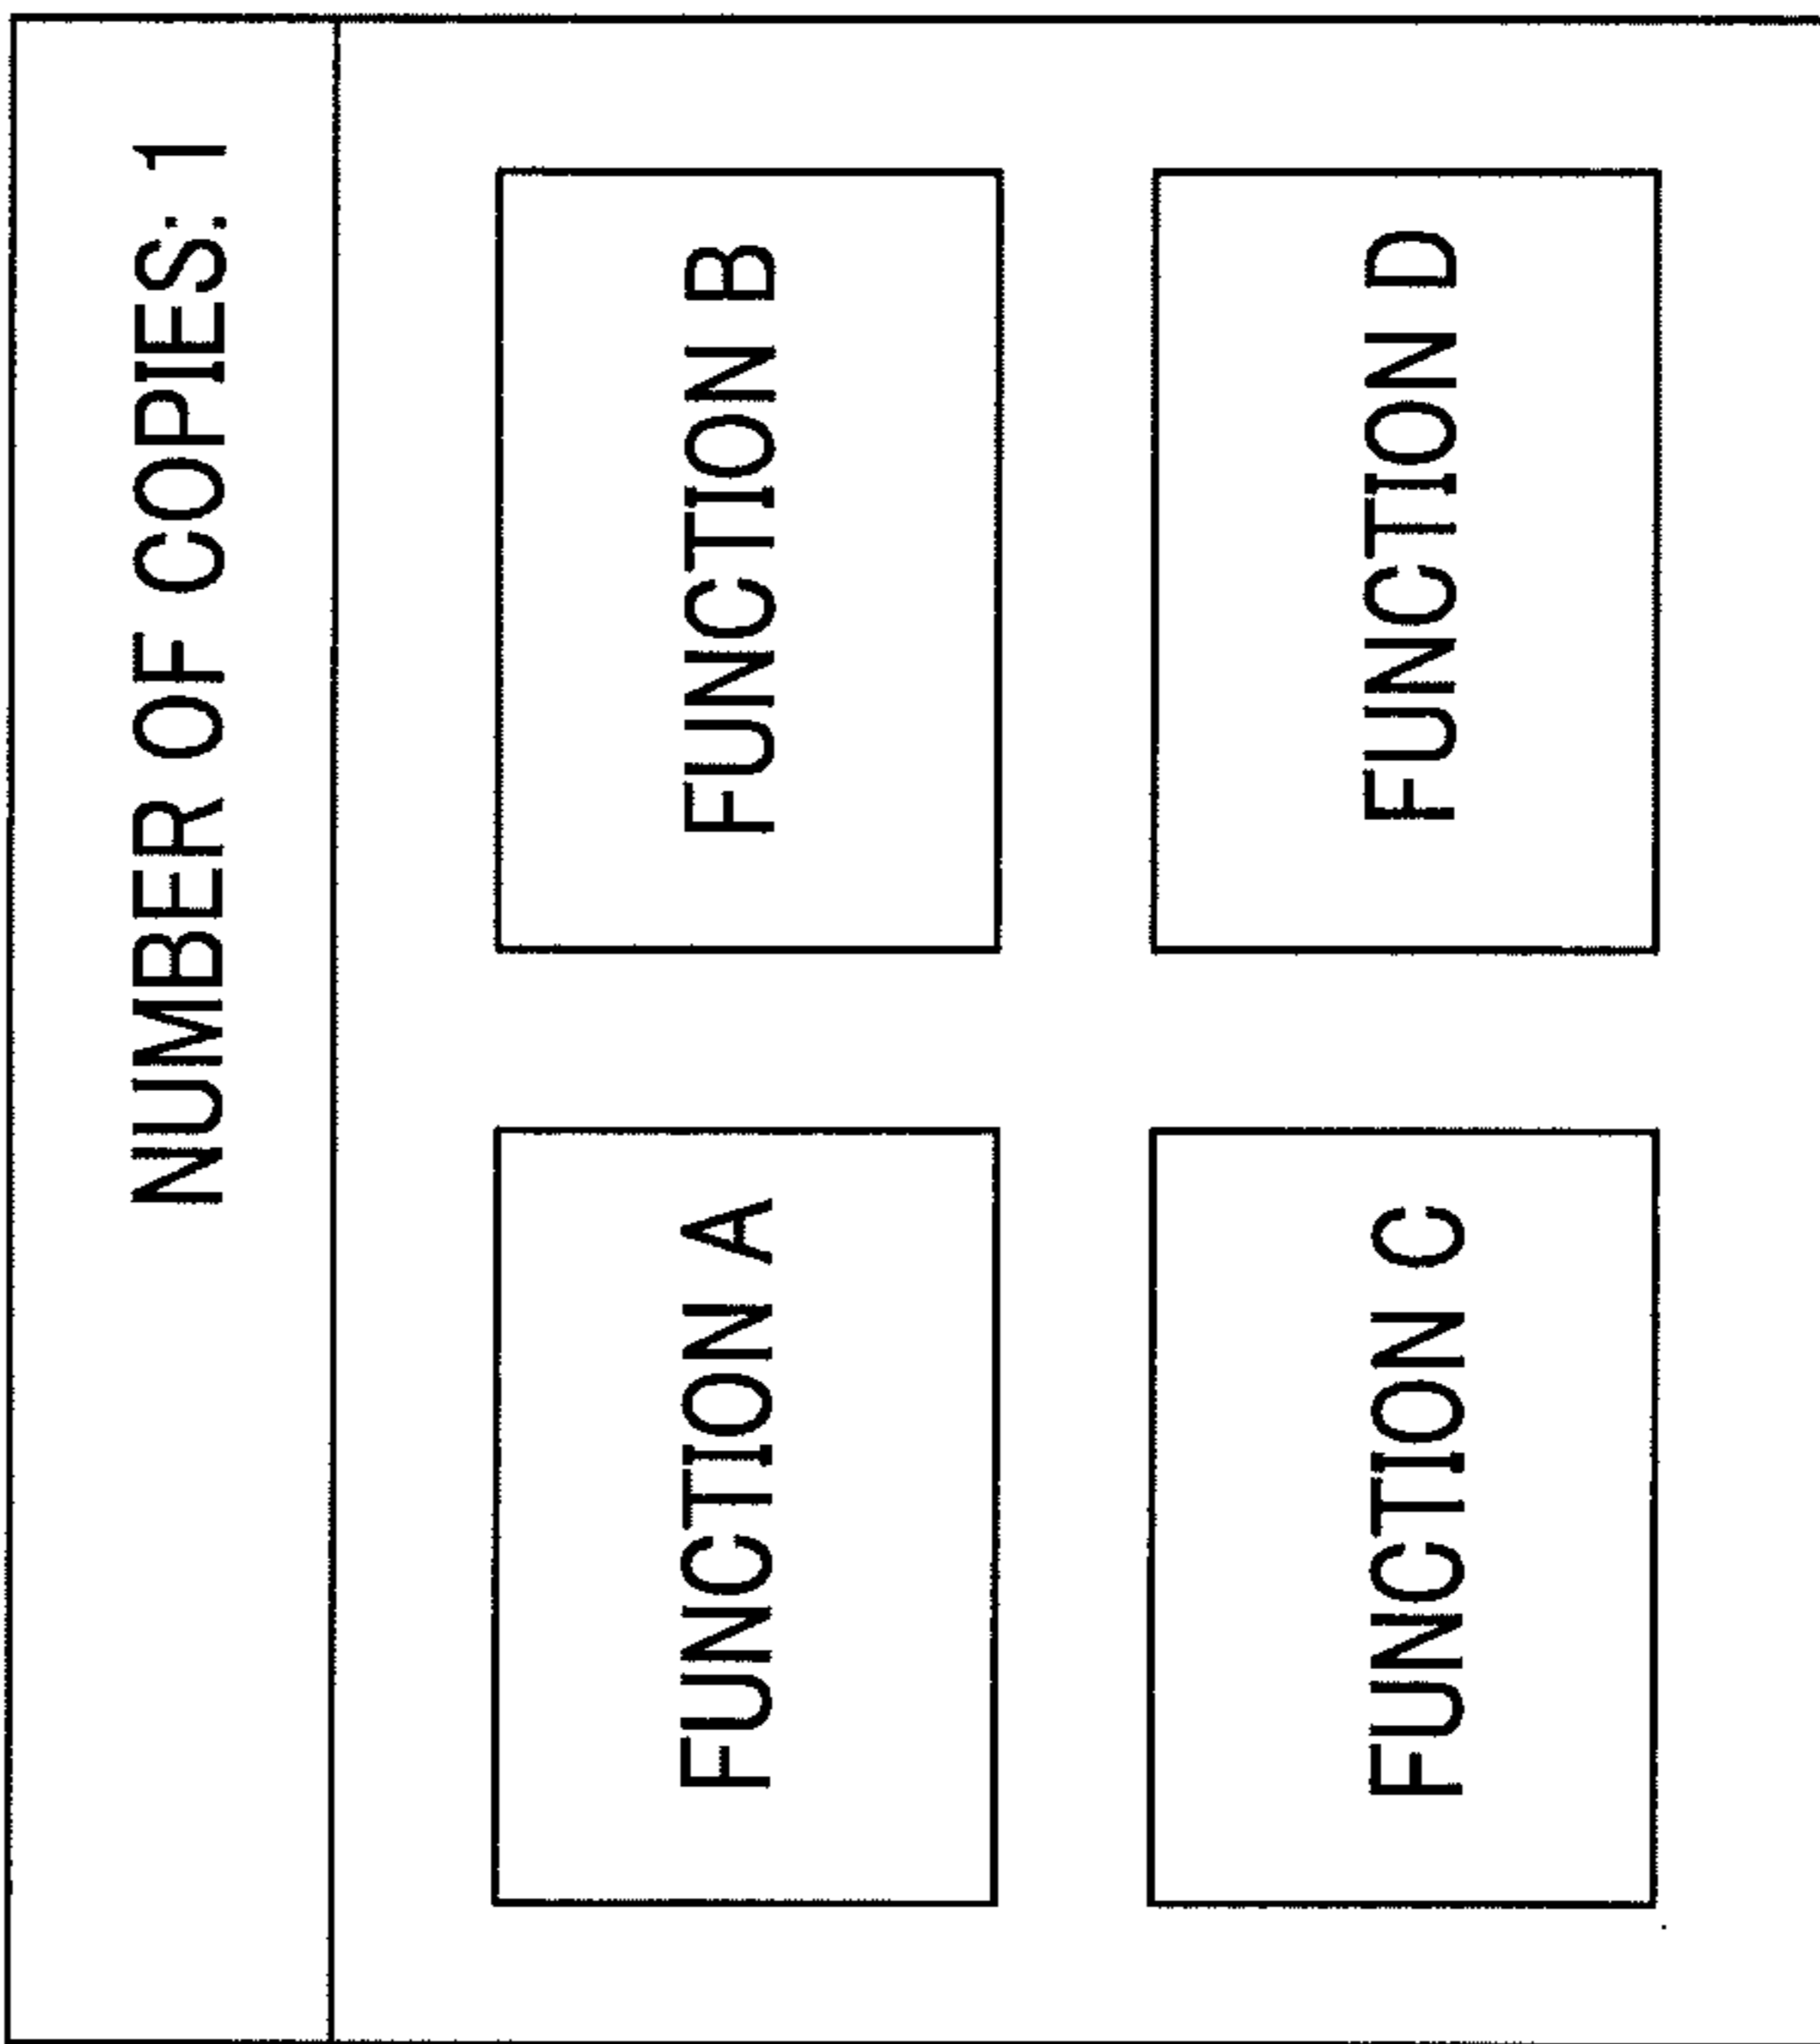 NUMBER OF COPIES: 1
FUNCTION A
FUNCTION B
FUNCTION C
FUNCTION D